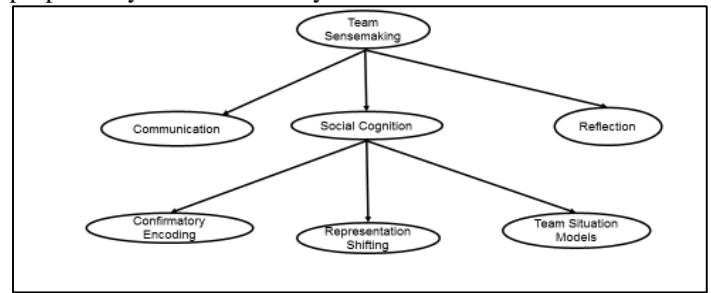 Team
Sensemaking
Communication
Social Cognition
Reflection
Confirmatory
Encoding
Representation
Shifting
Team Situation
Models